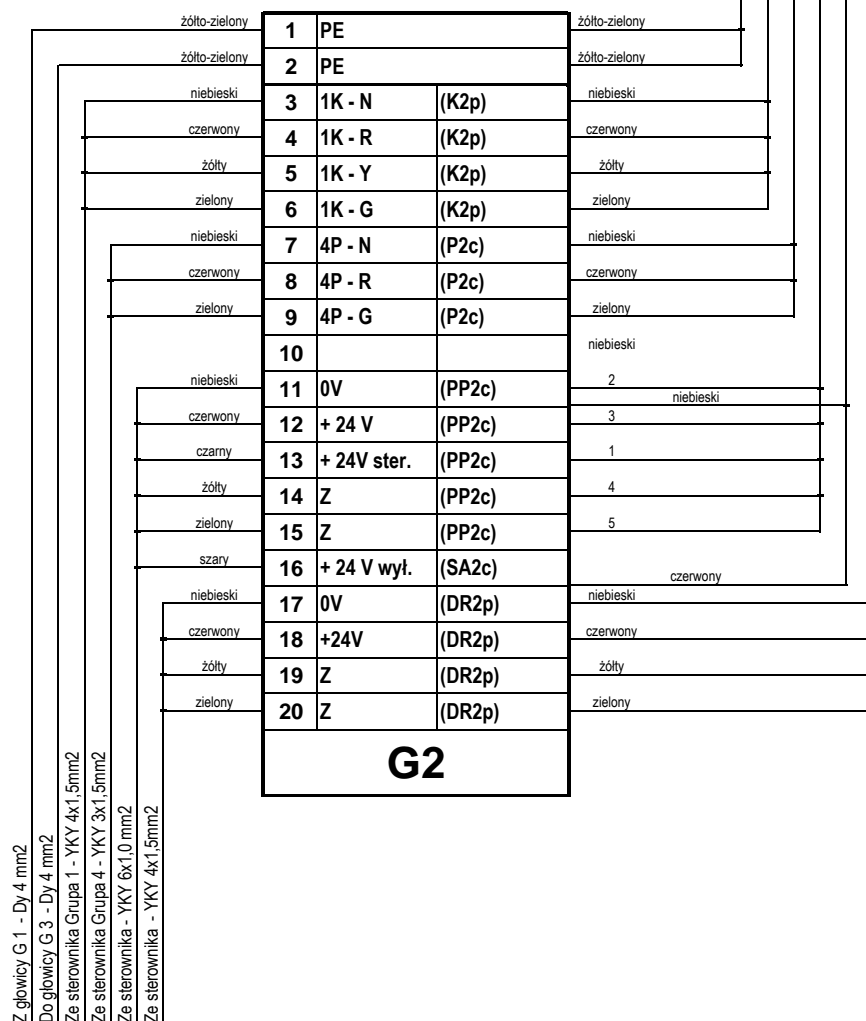 żółto-zielony 1 PE żółto-zielony
żółto-zielony 2 PE żółto-zielony
niebieski 3 1K - N (K2p) niebieski
czerwony 4 1K - R (K2p) czerwony
żółty 5 1K - Y (K2p) żółty
zielony 6 1K - G (K2p) zielony
niebieski 7 4P - N (P2c) niebieski
czerwony 8 4P - R (P2c) czerwony
zielony 9 4P - G (P2c) zielony
10 niebieski
niebieski 11 0V (PP2c) 2
niebieski
czerwony 12 + 24 V (PP2c) 3
czarny 13 + 24V ster. (PP2c) 1
żółty 14 Z (PP2c) 4
zielony 15 Z (PP2c) 5
szary 16 + 24 V wył. (SA2c) czerwony
niebieski 17 0V (DR2p) niebieski
czerwony 18 +24V (DR2p) czerwony
żółty 19 Z (DR2p) żółty
zielony 20 Z (DR2p) zielony
G2
Z głowicy G 1 - Dy 4 mm2
Do głowicy G 3 - Dy 4 mm2
Ze sterownika Grupa 1 - YKY 4x1,5mm2
Ze sterownika Grupa 4 - YKY 3x1,5mm2
Ze sterownika - YKY 6x1,0 mm2
Ze sterownika - YKY 4x1,5mm2